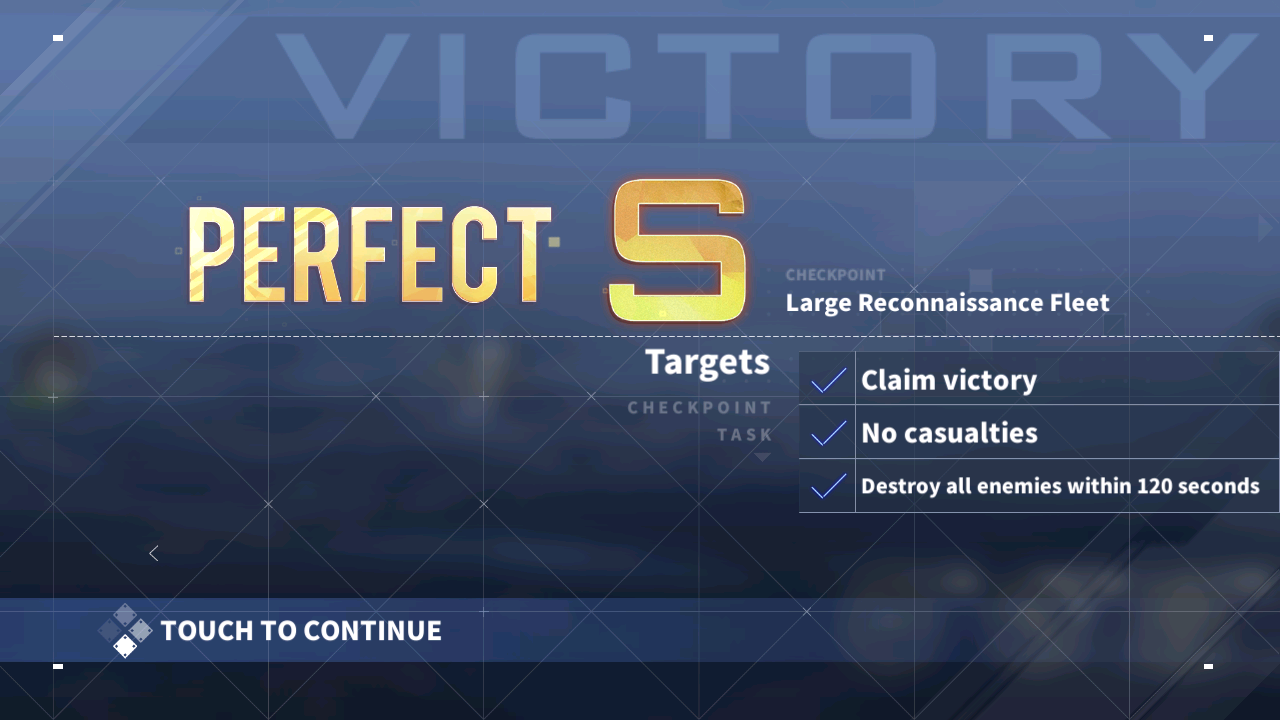 VICTORY
PERFECT S
CHECKPOINT
Large Reconnaissance Fleet
Targets
CHECKPOINT
TASK
Claim victory
No casualties
Destroy all enemies within 120 seconds
TOUCH TO CONTINUE